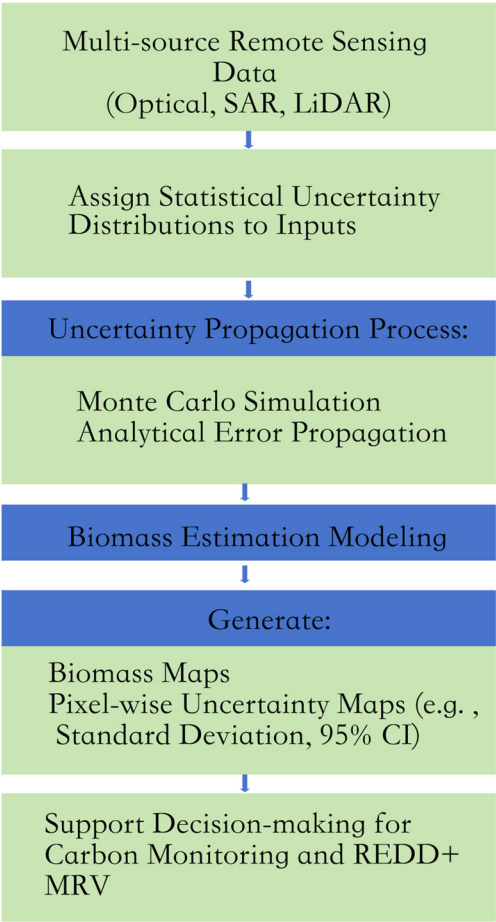 Multi-source Remote Sensing
Data
(Optical, SAR, LiDAR)
Assign Statistical Uncertainty
Distributions to Inputs
Uncertainty Propagation Process:
Monte Carlo Simulation
Analytical Error Propagation
Biomass Estimation Modeling
Generate:
Biomass Maps
Pixel-wise Uncertainty Maps (e.g. ,
Standard Deviation, 95% CI)
Support Decision-making for
Carbon Monitoring and REDD+
MRV